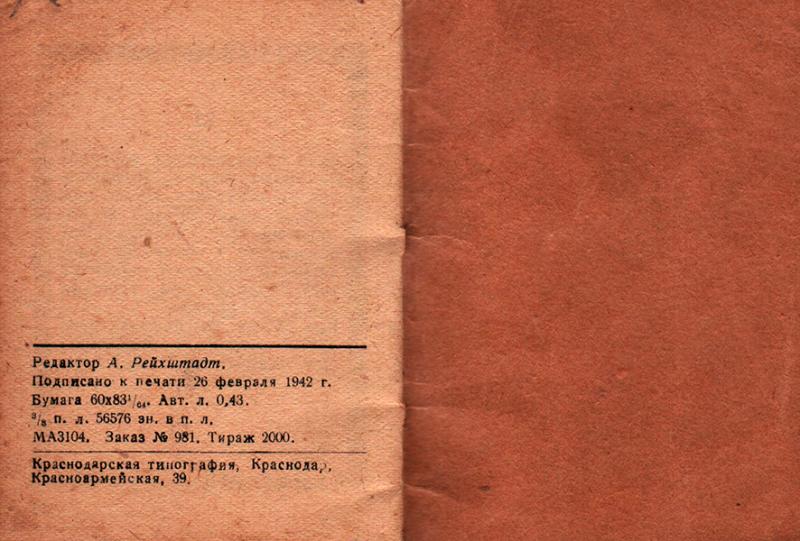 Редактор А. Рейхштадт.
Подписано к печати 26 февраля 1942 г.
Бумага 60х83¹/₆₄. Авт. л. 0,43.
³/₈ п. л. 56576 зн. в п. л.
МА3104. Заказ № 981. Тираж 2000.
Краснодарская типография, Краснодар,
Красноармейская, 39.